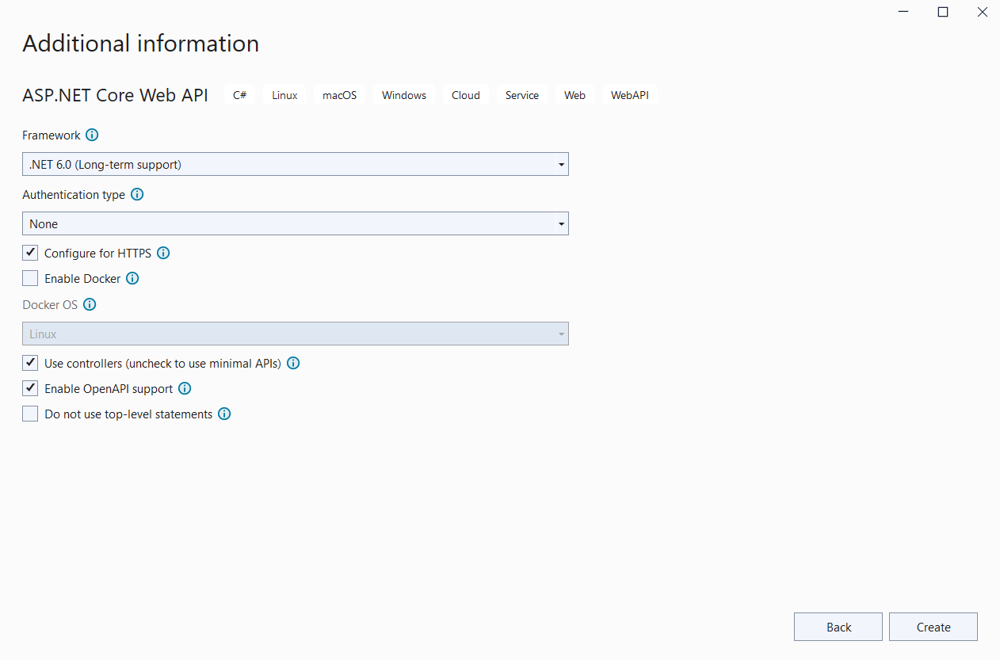 Additional information
ASP.NET Core Web API C# Linux macOS Windows Cloud Service Web WebAPI
Framework
.NET 6.0 (Long-term support)
Authentication type
None
Configure for HTTPS
Enable Docker
Docker OS
Linux
Use controllers (uncheck to use minimal APIs)
Enable OpenAPI support
Do not use top-level statements
Back Create